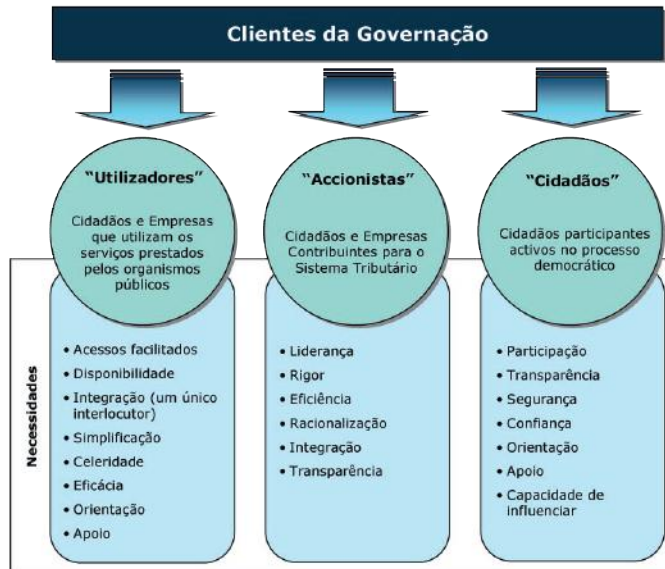 Clientes da Governação
"Utilizadores"
Cidadãos e Empresas
que utilizam os
serviços prestados
pelos organismos
públicos
"Accionistas"
Cidadãos e Empresas
Contribuintes para o
Sistema Tributário
"Cidadãos"
Cidadãos participantes
activos no processo
democrático
Necessidades
• Acessos facilitados
• Disponibilidade
• Integração (um único
interlocutor)
• Simplificação
• Celeridade
• Eficácia
• Orientação
• Apoio
• Liderança
• Rigor
• Eficiência
• Racionalização
• Integração
• Transparência
• Participação
• Transparência
• Segurança
• Confiança
• Orientação
• Apoio
• Capacidade de
influenciar